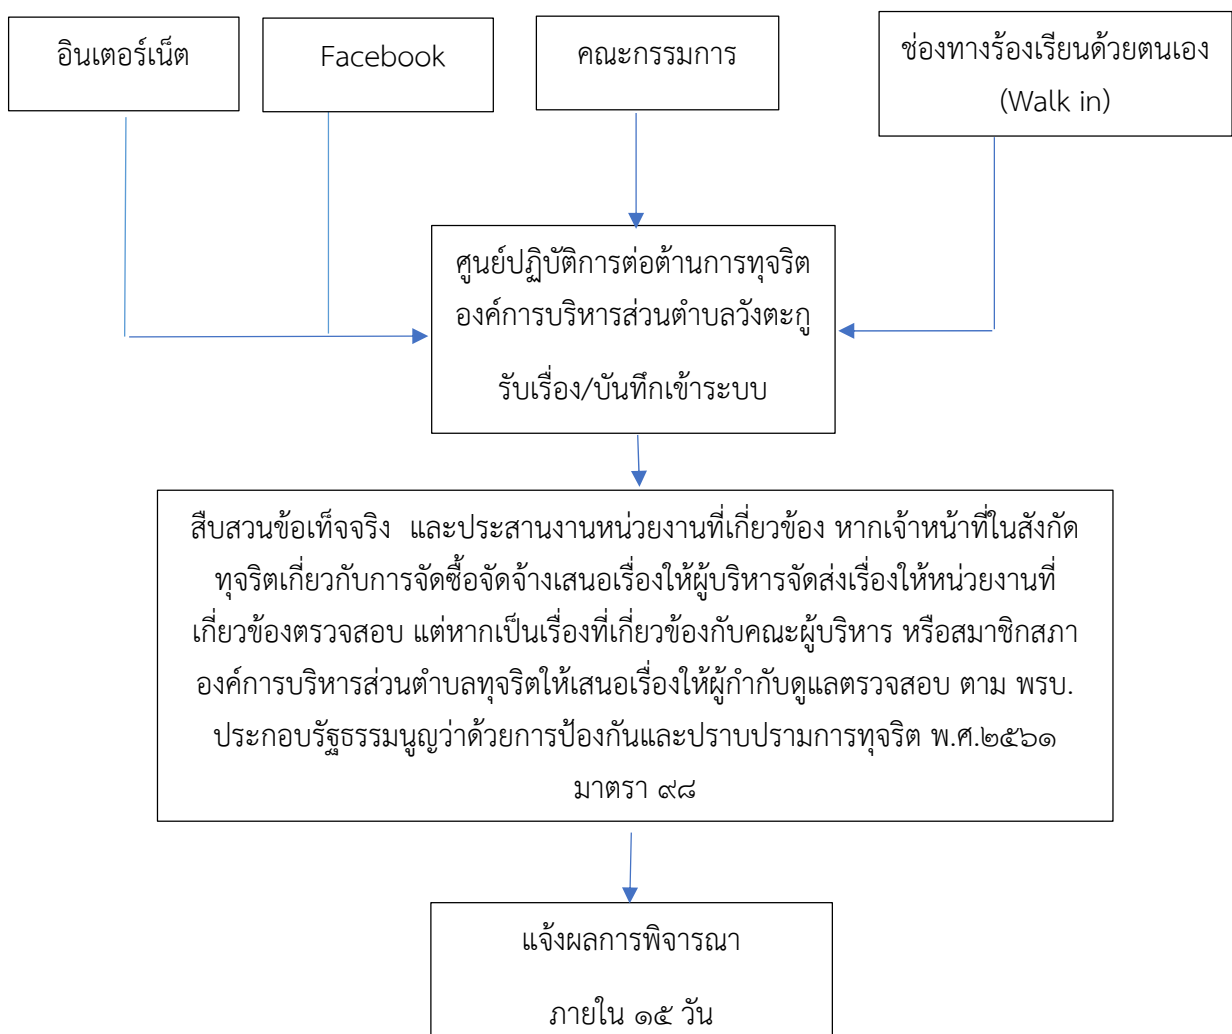 อินเตอร์เน็ต
Facebook
คณะกรรมการ
ช่องทางร้องเรียนด้วยตนเอง
(Walk in)
ศูนย์ปฏิบัติการต่อต้านการทุจริต
องค์การบริหารส่วนตำบลวังตะกู
รับเรื่อง/บันทึกเข้าระบบ
สืบสวนข้อเท็จจริง และประสานงานหน่วยงานที่เกี่ยวข้อง หากเจ้าหน้าที่ในสังกัด
ทุจริตเกี่ยวกับการจัดซื้อจัดจ้างเสนอเรื่องให้ผู้บริหารจัดส่งเรื่องให้หน่วยงานที่
เกี่ยวข้องตรวจสอบ แต่หากเป็นเรื่องที่เกี่ยวข้องกับคณะผู้บริหาร หรือสมาชิกสภา
องค์การบริหารส่วนตำบลทุจริตให้เสนอเรื่องให้ผู้กำกับดูแลตรวจสอบ ตาม พรบ.
ประกอบรัฐธรรมนูญว่าด้วยการป้องกันและปราบปรามการทุจริต พ.ศ.๒๕๖๑
มาตรา ๙๘
แจ้งผลการพิจารณา
ภายใน ๑๕ วัน